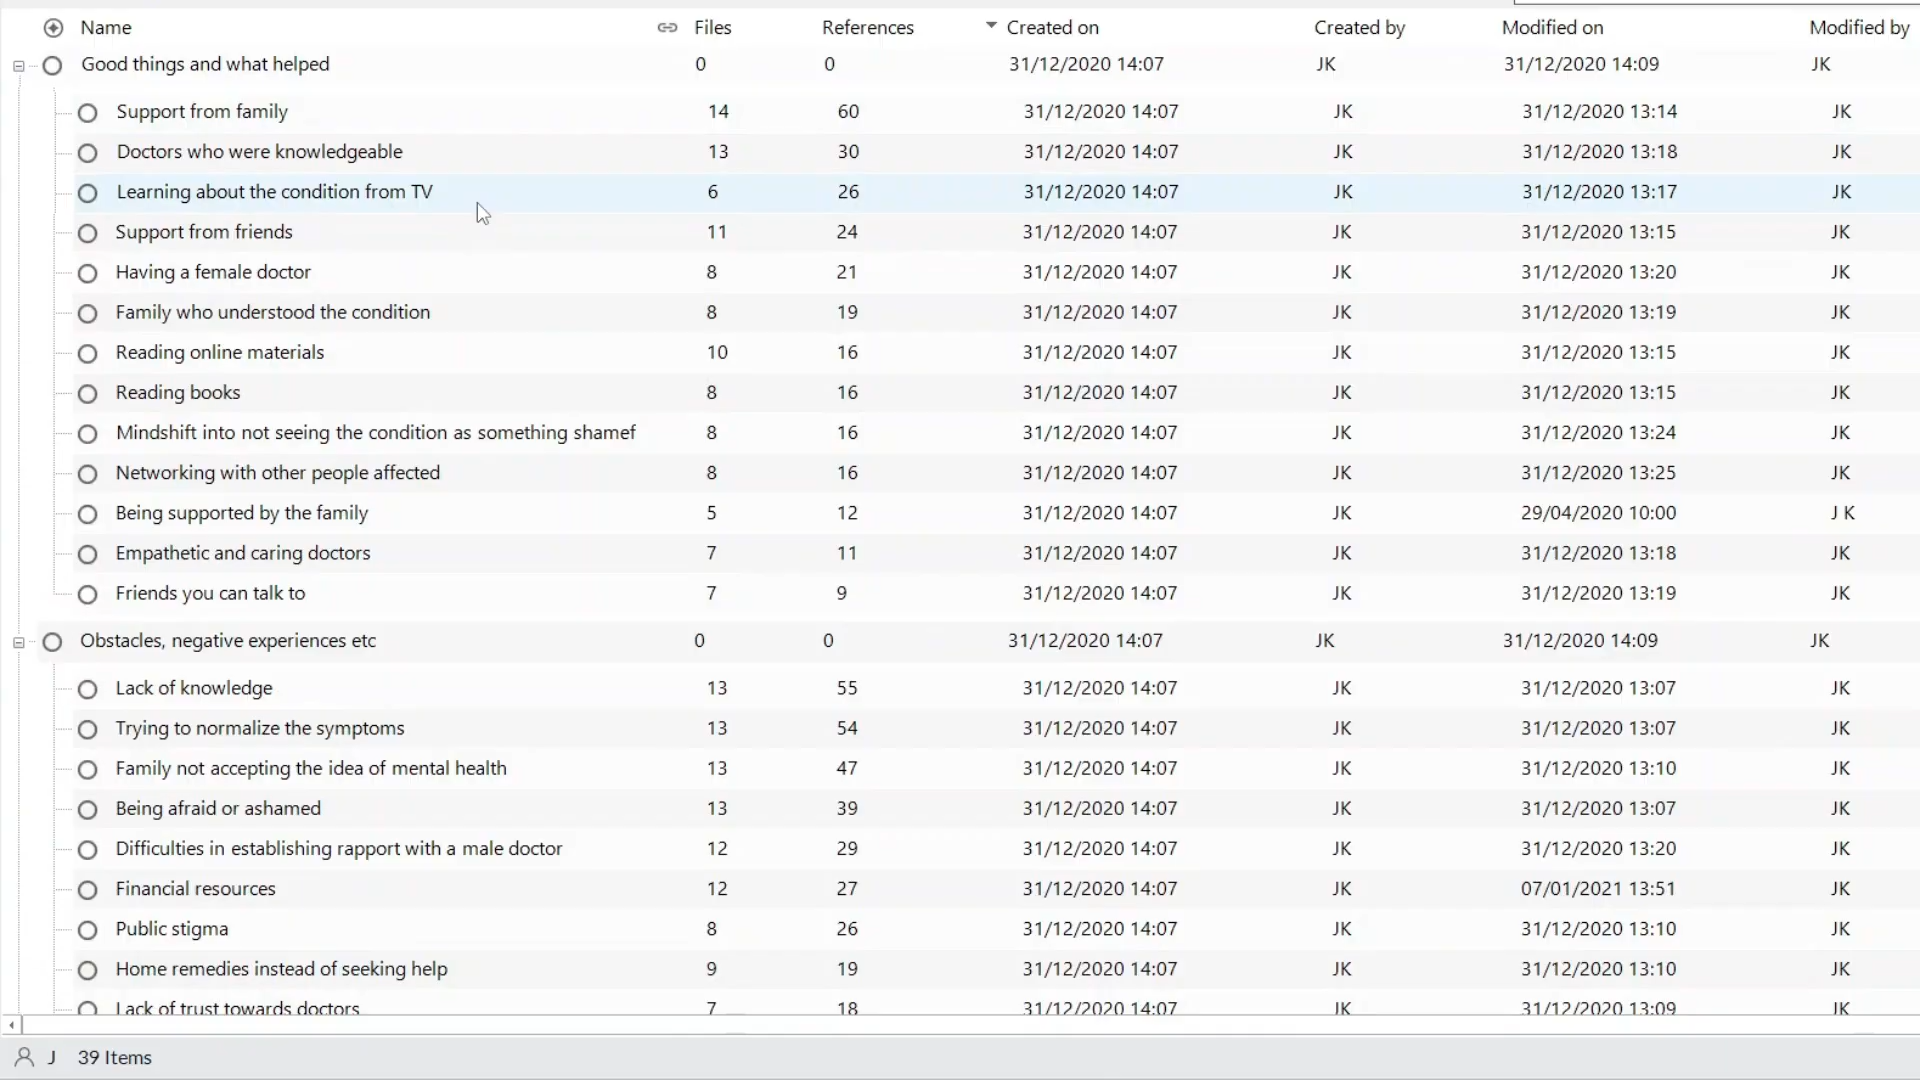 Name Files References Created on Created by Modified on Modified by
Good things and what helped 0 0 31/12/2020 14:07 JK 31/12/2020 14:09 JK
Support from family 14 60 31/12/2020 14:07 JK 31/12/2020 13:14 JK
Doctors who were knowledgeable 13 30 31/12/2020 14:07 JK 31/12/2020 13:18 JK
Learning about the condition from TV 6 26 31/12/2020 14:07 JK 31/12/2020 13:17 JK
Support from friends 11 24 31/12/2020 14:07 JK 31/12/2020 13:15 JK
Having a female doctor 8 21 31/12/2020 14:07 JK 31/12/2020 13:20 JK
Family who understood the condition 8 19 31/12/2020 14:07 JK 31/12/2020 13:19 JK
Reading online materials 10 16 31/12/2020 14:07 JK 31/12/2020 13:15 JK
Reading books 8 16 31/12/2020 14:07 JK 31/12/2020 13:15 JK
Mindshift into not seeing the condition as something shamef 8 16 31/12/2020 14:07 JK 31/12/2020 13:24 JK
Networking with other people affected 8 16 31/12/2020 14:07 JK 31/12/2020 13:25 JK
Being supported by the family 5 12 31/12/2020 14:07 JK 29/04/2020 10:00 J K
Empathetic and caring doctors 7 11 31/12/2020 14:07 JK 31/12/2020 13:18 JK
Friends you can talk to 7 9 31/12/2020 14:07 JK 31/12/2020 13:19 JK
Obstacles, negative experiences etc 0 0 31/12/2020 14:07 JK 31/12/2020 14:09 JK
Lack of knowledge 13 55 31/12/2020 14:07 JK 31/12/2020 13:07 JK
Trying to normalize the symptoms 13 54 31/12/2020 14:07 JK 31/12/2020 13:07 JK
Family not accepting the idea of mental health 13 47 31/12/2020 14:07 JK 31/12/2020 13:10 JK
Being afraid or ashamed 13 39 31/12/2020 14:07 JK 31/12/2020 13:07 JK
Difficulties in establishing rapport with a male doctor 12 29 31/12/2020 14:07 JK 31/12/2020 13:20 JK
Financial resources 12 27 31/12/2020 14:07 JK 07/01/2021 13:51 JK
Public stigma 8 26 31/12/2020 14:07 JK 31/12/2020 13:10 JK
Home remedies instead of seeking help 9 19 31/12/2020 14:07 JK 31/12/2020 13:10 JK
Lack of trust towards doctors 7 18 31/12/2020 14:07 JK 31/12/2020 13:09 JK
J 39 Items